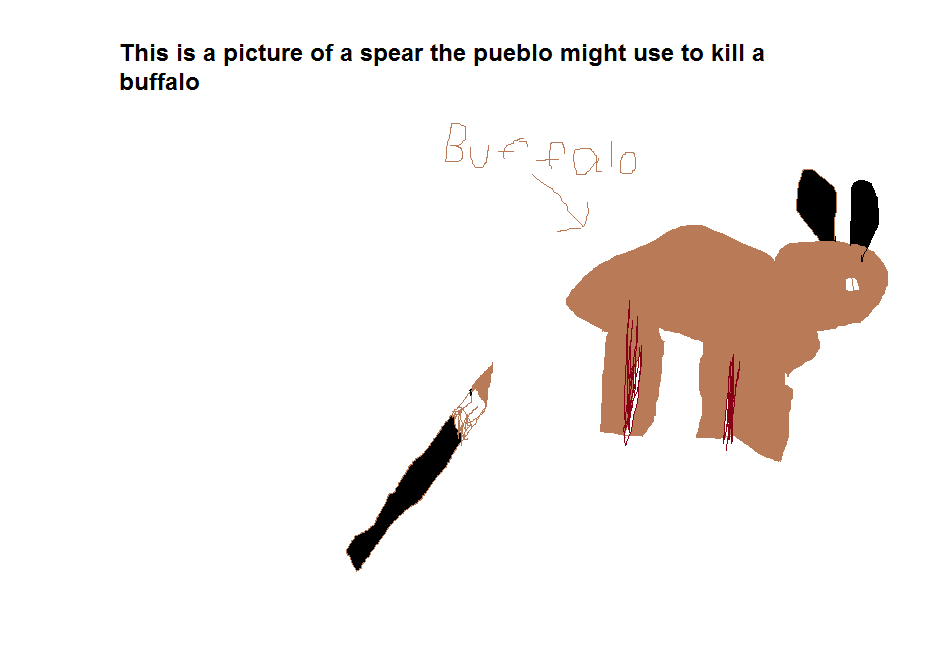 This is a picture of a spear the pueblo might use to kill a
buffalo
Buffalo